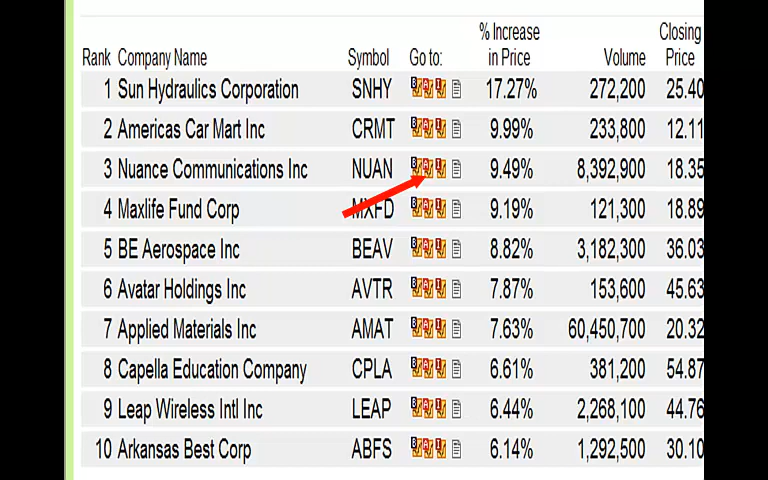 % Increase Closing
Rank Company Name Symbol Go to: in Price Volume Price
1 Sun Hydraulics Corporation SNHY 17.27% 272,200 25.40
2 Americas Car Mart Inc CRMT 9.99% 233,800 12.11
3 Nuance Communications Inc NUAN 9.49% 8,392,900 18.35
4 Maxlife Fund Corp MXFD 9.19% 121,300 18.89
5 BE Aerospace Inc BEAV 8.82% 3,182,300 36.03
6 Avatar Holdings Inc AVTR 7.87% 153,600 45.63
7 Applied Materials Inc AMAT 7.63% 60,450,700 20.32
8 Capella Education Company CPLA 6.61% 381,200 54.87
9 Leap Wireless Intl Inc LEAP 6.44% 2,268,100 44.76
10 Arkansas Best Corp ABFS 6.14% 1,292,500 30.10